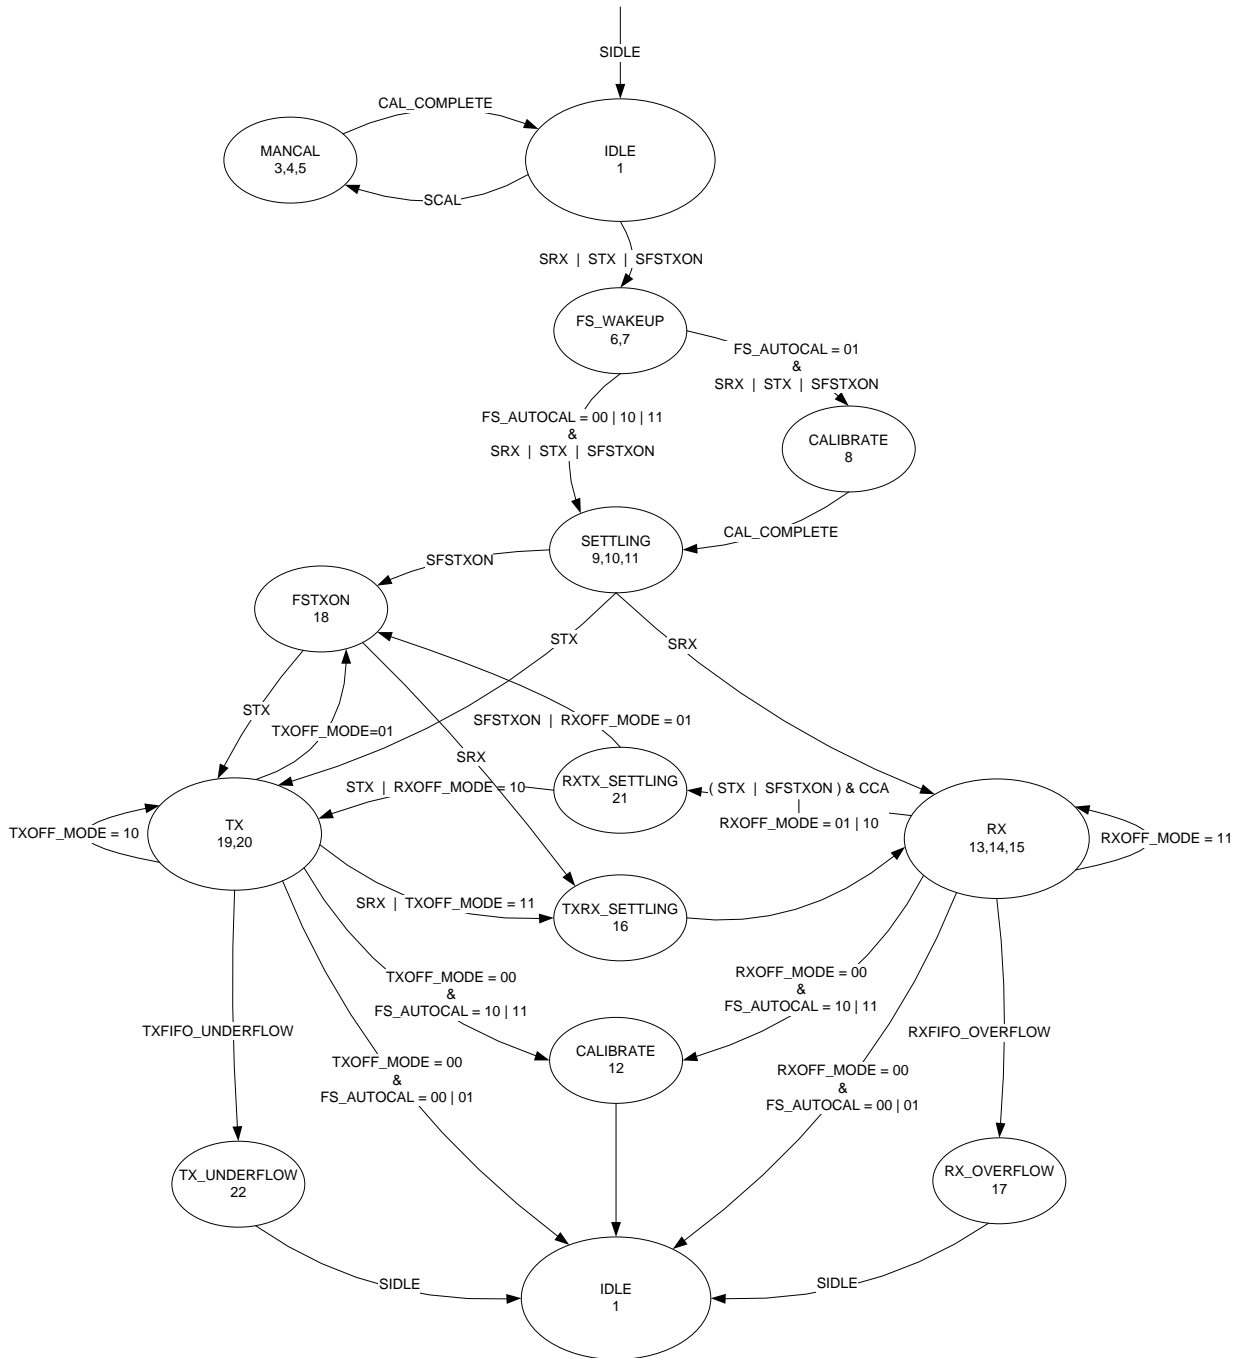 SIDLE
CAL_COMPLETE
MANCAL
3,4,5
IDLE
1
SCAL
SRX | STX | SFSTXON
FS_WAKEUP
6,7
FS_AUTOCAL = 01
&
SRX | STX | SFSTXON
FS_AUTOCAL = 00 | 10 | 11
&
SRX | STX | SFSTXON
CALIBRATE
8
CAL_COMPLETE
SETTLING
9,10,11
SFSTXON
FSTXON
18
STX
SRX
STX
TXOFF_MODE=01
SFSTXON | RXOFF_MODE = 01
SRX
STX | RXOFF_MODE = 10
RXTX_SETTLING
21
( STX | SFSTXON ) & CCA
|
RXOFF_MODE = 01 | 10
TXOFF_MODE = 10
TX
19,20
RX
13,14,15
RXOFF_MODE = 11
SRX | TXOFF_MODE = 11
TXRX_SETTLING
16
TXOFF_MODE = 00
&
FS_AUTOCAL = 10 | 11
RXOFF_MODE = 00
&
FS_AUTOCAL = 10 | 11
TXFIFO_UNDERFLOW
CALIBRATE
12
RXFIFO_OVERFLOW
TXOFF_MODE = 00
&
FS_AUTOCAL = 00 | 01
RXOFF_MODE = 00
&
FS_AUTOCAL = 00 | 01
TX_UNDERFLOW
22
RX_OVERFLOW
17
SIDLE
SIDLE
IDLE
1